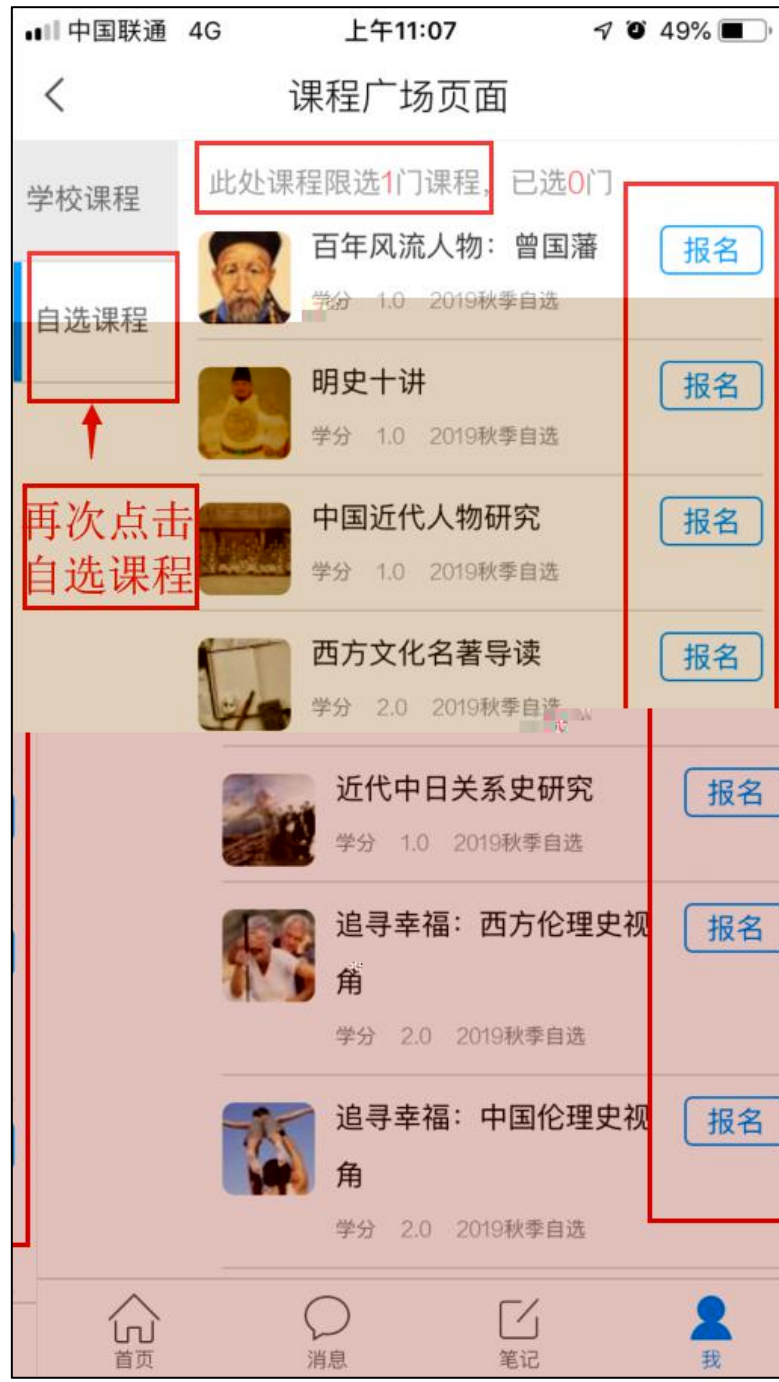 中国联通 4G 上午11:07 49%
课程广场页面
学校课程
此处课程限选1门课程，已选0门
百年风流人物：曾国藩 报名
学分 1.0 2019秋季自选
自选课程
明史十讲 报名
学分 1.0 2019秋季自选
再次点击
自选课程
中国近代人物研究 报名
学分 1.0 2019秋季自选
西方文化名著导读 报名
学分 2.0 2019秋季自选
近代中日关系史研究 报名
学分 1.0 2019秋季自选
追寻幸福：西方伦理史视 报名
角
学分 2.0 2019秋季自选
追寻幸福：中国伦理史视 报名
角
学分 2.0 2019秋季自选
首页 消息 笔记 我